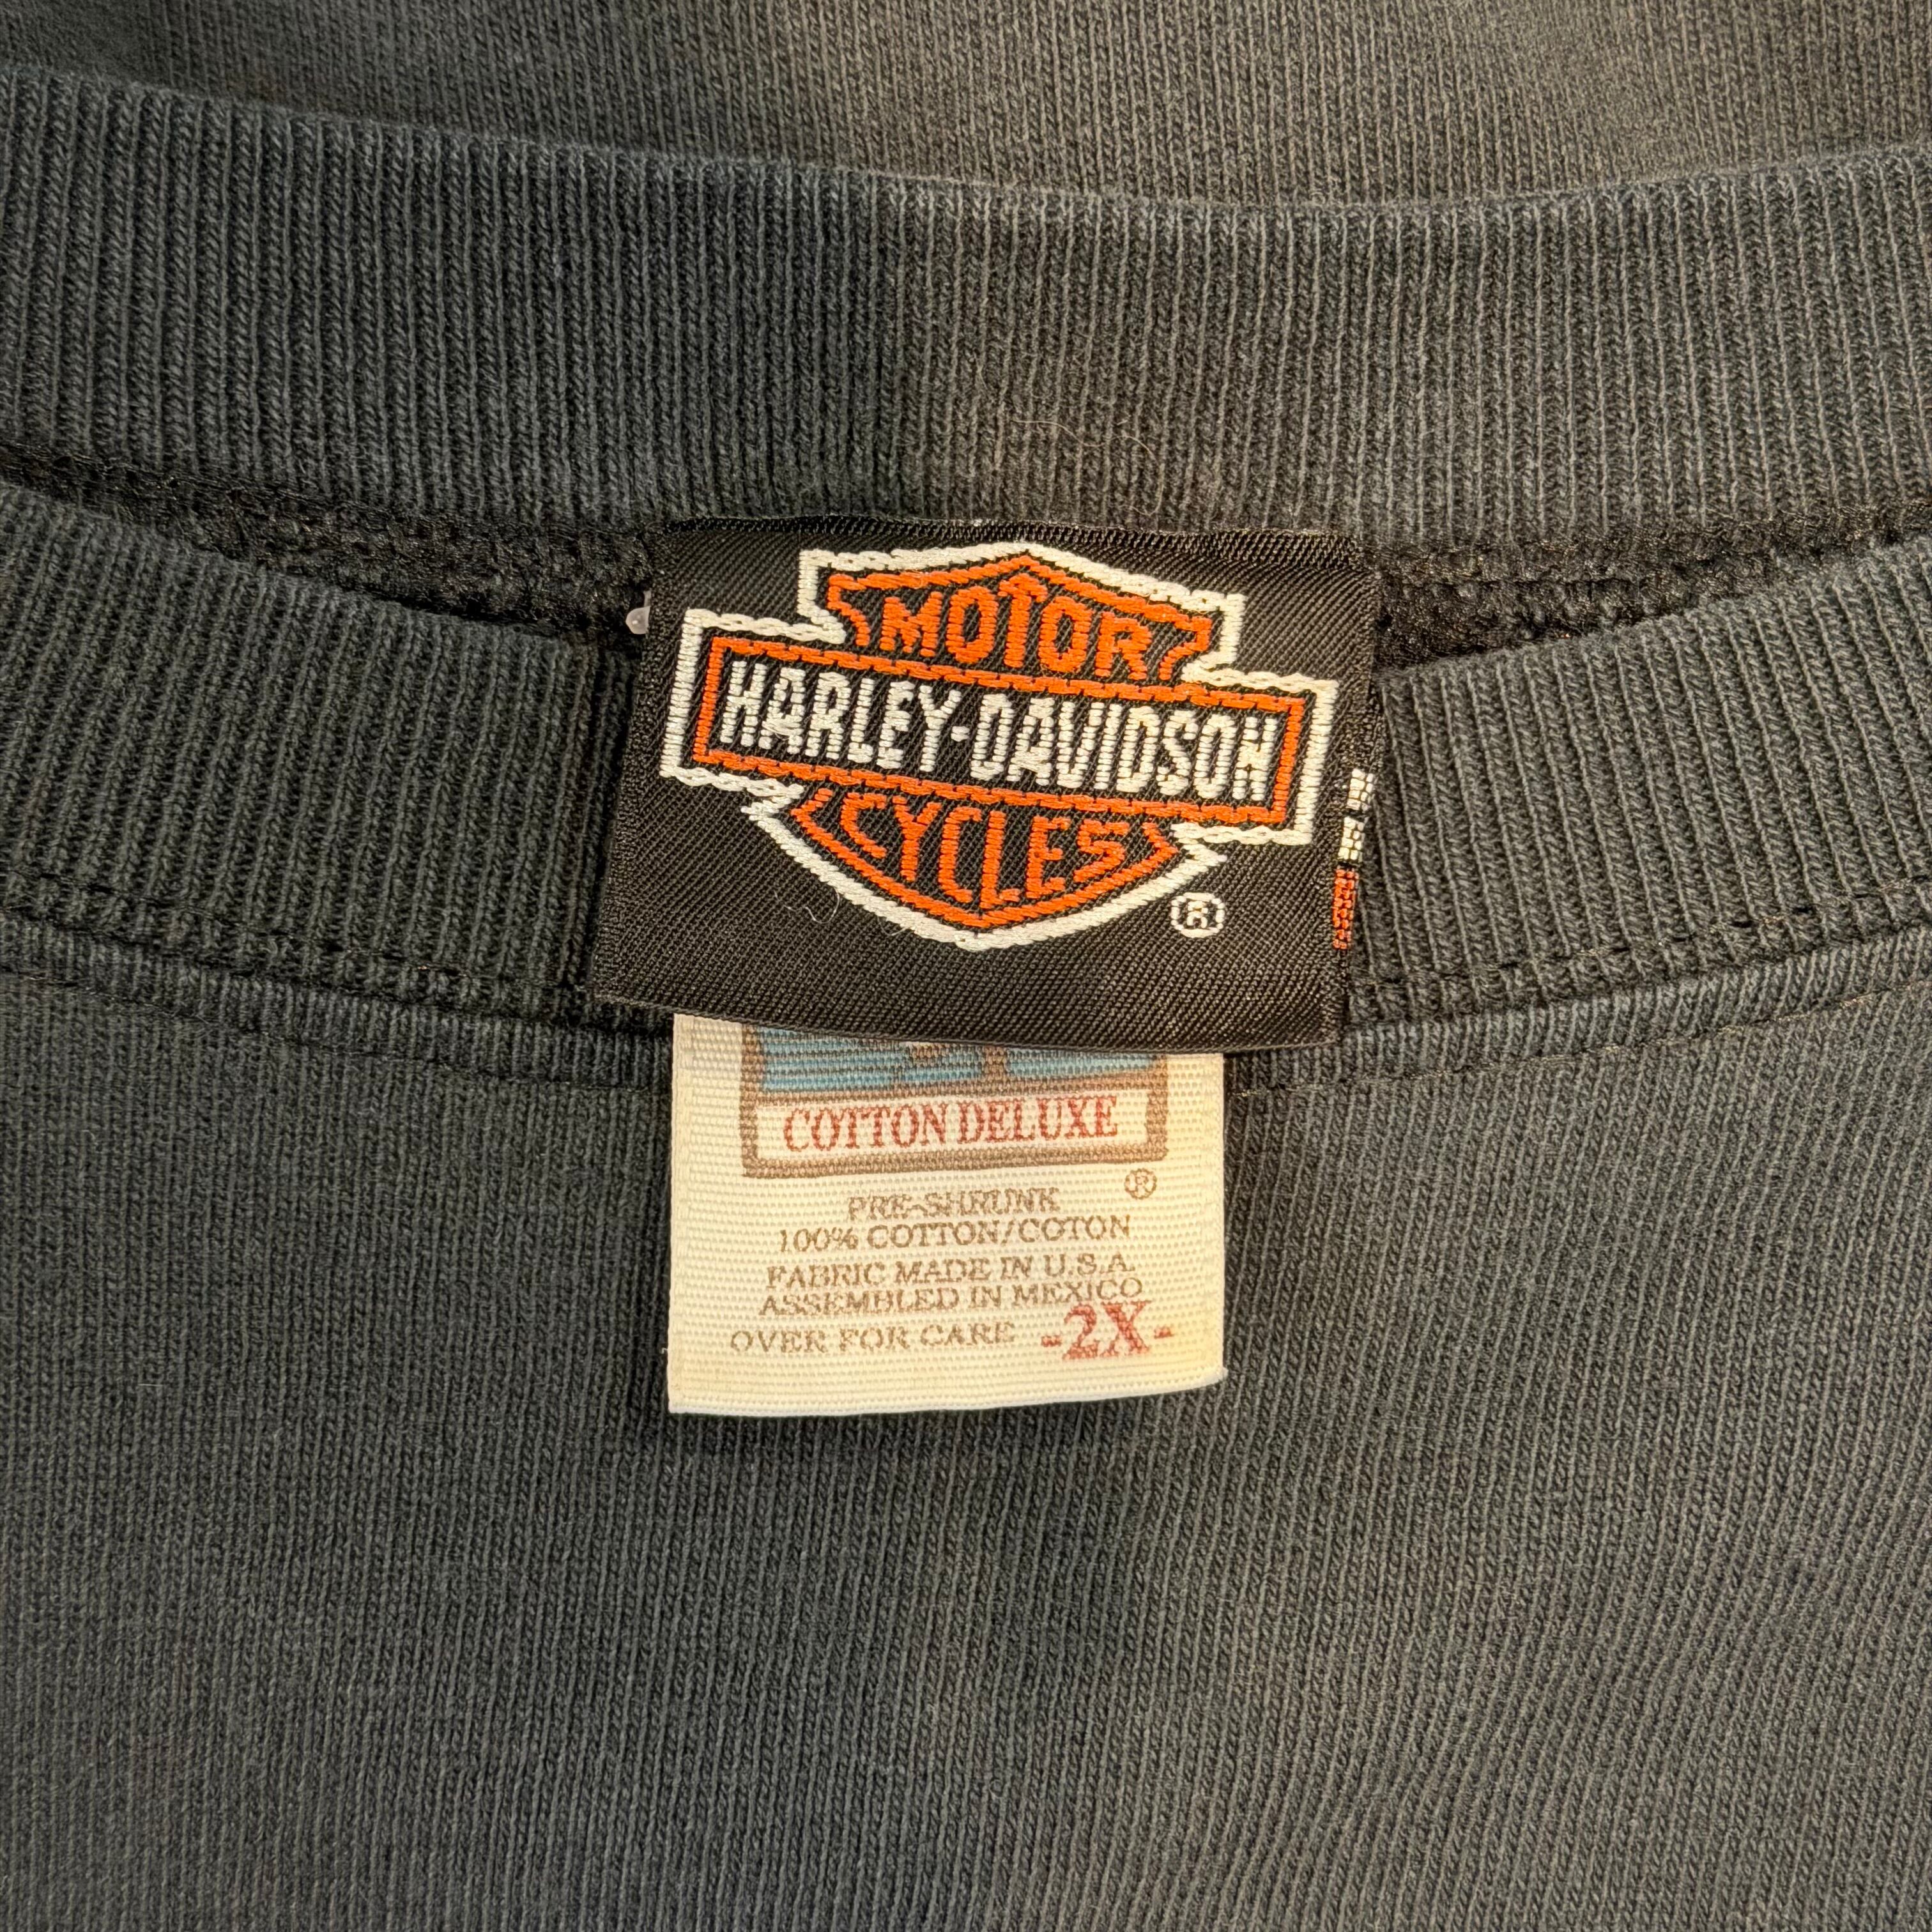 MOTOR
HARLEY-DAVIDSON
CYCLES
®
COTTON DELUXE
®
PRE-SHRUNK
100% COTTON/COTON
FABRIC MADE IN U.S.A.
ASSEMBLED IN MEXICO
OVER FOR CARE -2X-